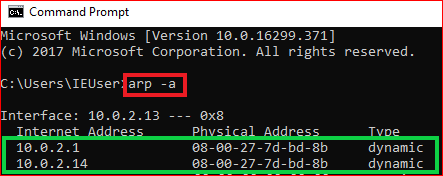 Command Prompt
Microsoft Windows [Version 10.0.16299.371]
(c) 2017 Microsoft Corporation. All rights reserved.
C:\Users\IEUser>arp -a
Interface: 10.0.2.13 --- 0x8
Internet Address Physical Address Type
10.0.2.1 08-00-27-7d-bd-8b dynamic
10.0.2.14 08-00-27-7d-bd-8b dynamic